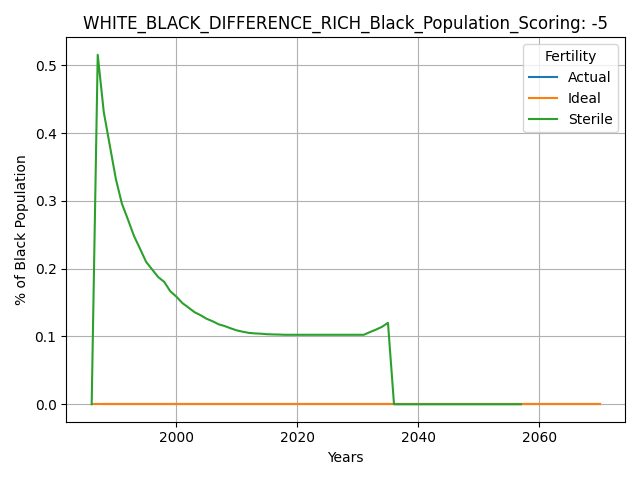 WHITE_BLACK_DIFFERENCE_RICH_Black_Population_Scoring: -5
Fertility
Actual
Ideal
Sterile
% of Black Population
0.5
0.4
0.3
0.2
0.1
0.0
2000
2020
2040
2060
Years